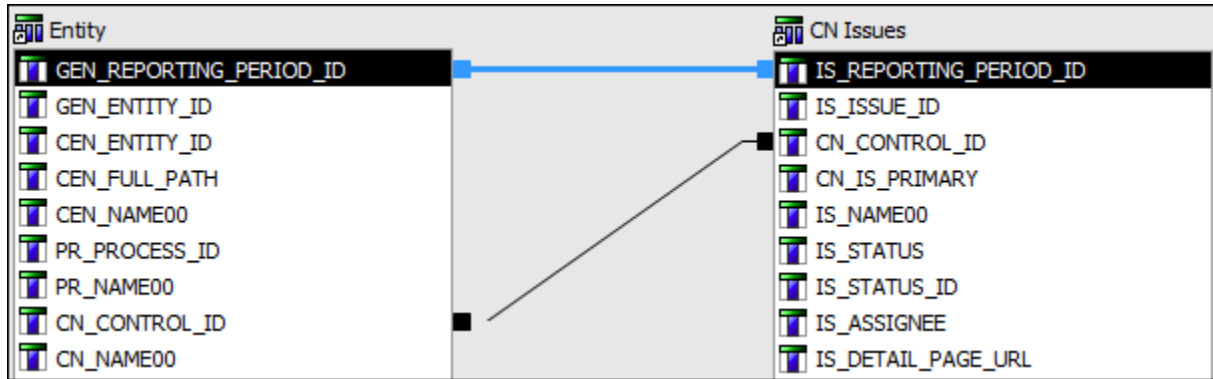 Entity
GEN_REPORTING_PERIOD_ID
GEN_ENTITY_ID
CEN_ENTITY_ID
CEN_FULL_PATH
CEN_NAME00
PR_PROCESS_ID
PR_NAME00
CN_CONTROL_ID
CN_NAME00
CN Issues
IS_REPORTING_PERIOD_ID
IS_ISSUE_ID
CN_CONTROL_ID
CN_IS_PRIMARY
IS_NAME00
IS_STATUS
IS_STATUS_ID
IS_ASSIGNEE
IS_DETAIL_PAGE_URL